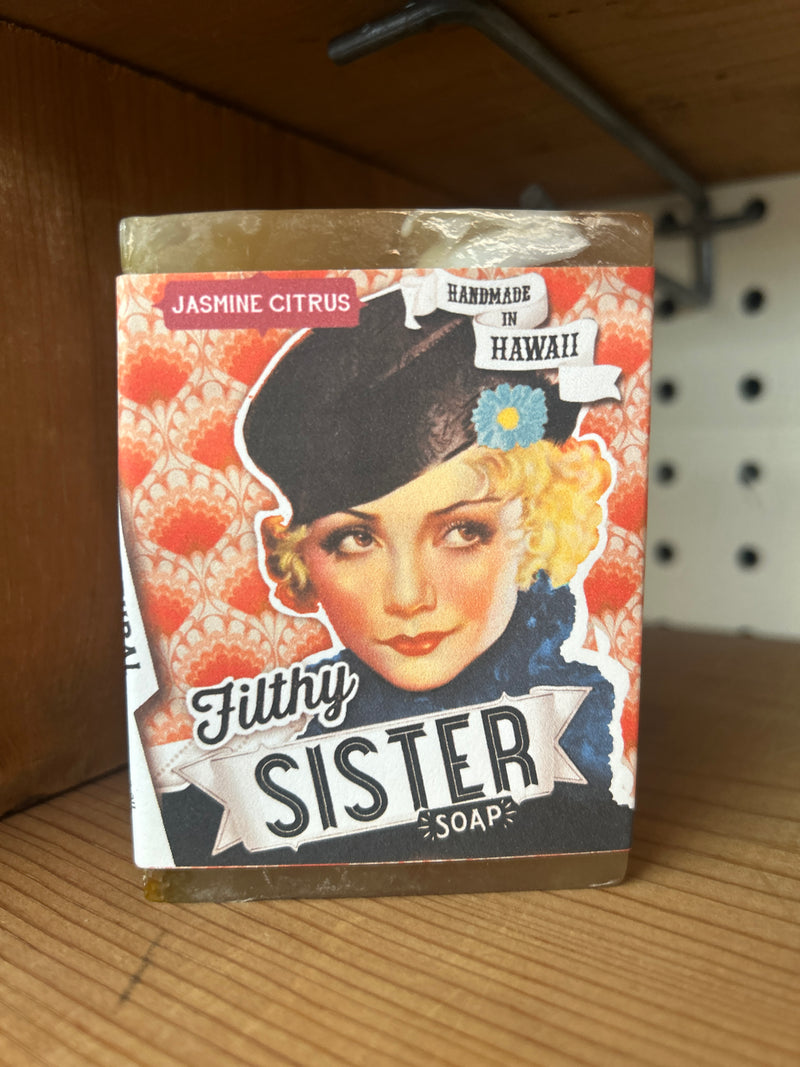 JASMINE CITRUS
HANDMADE
IN
HAWAII
Filthy
SISTER
SOAP